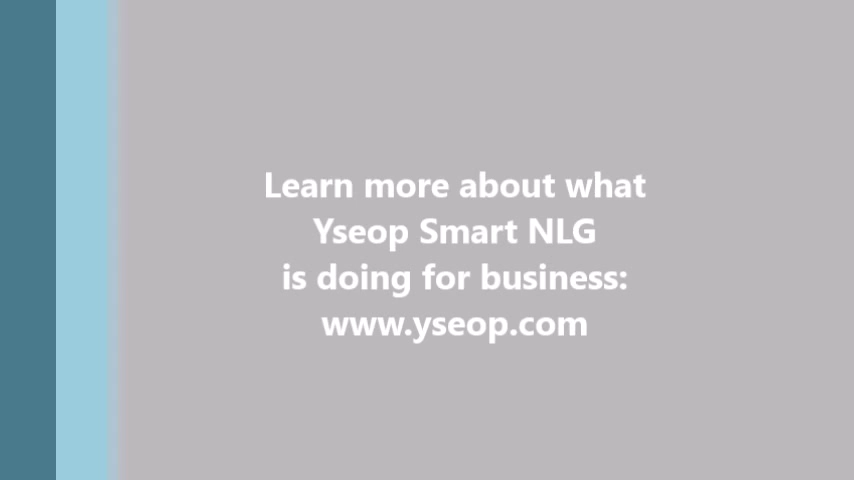 Learn more about what
Yseop Smart NLG
is doing for business:
www.yseop.com